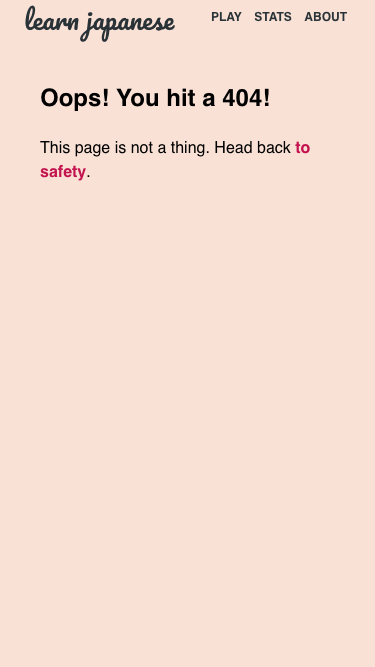 learn japanese
PLAY STATS ABOUT
Oops! You hit a 404!
This page is not a thing. Head back to
safety.